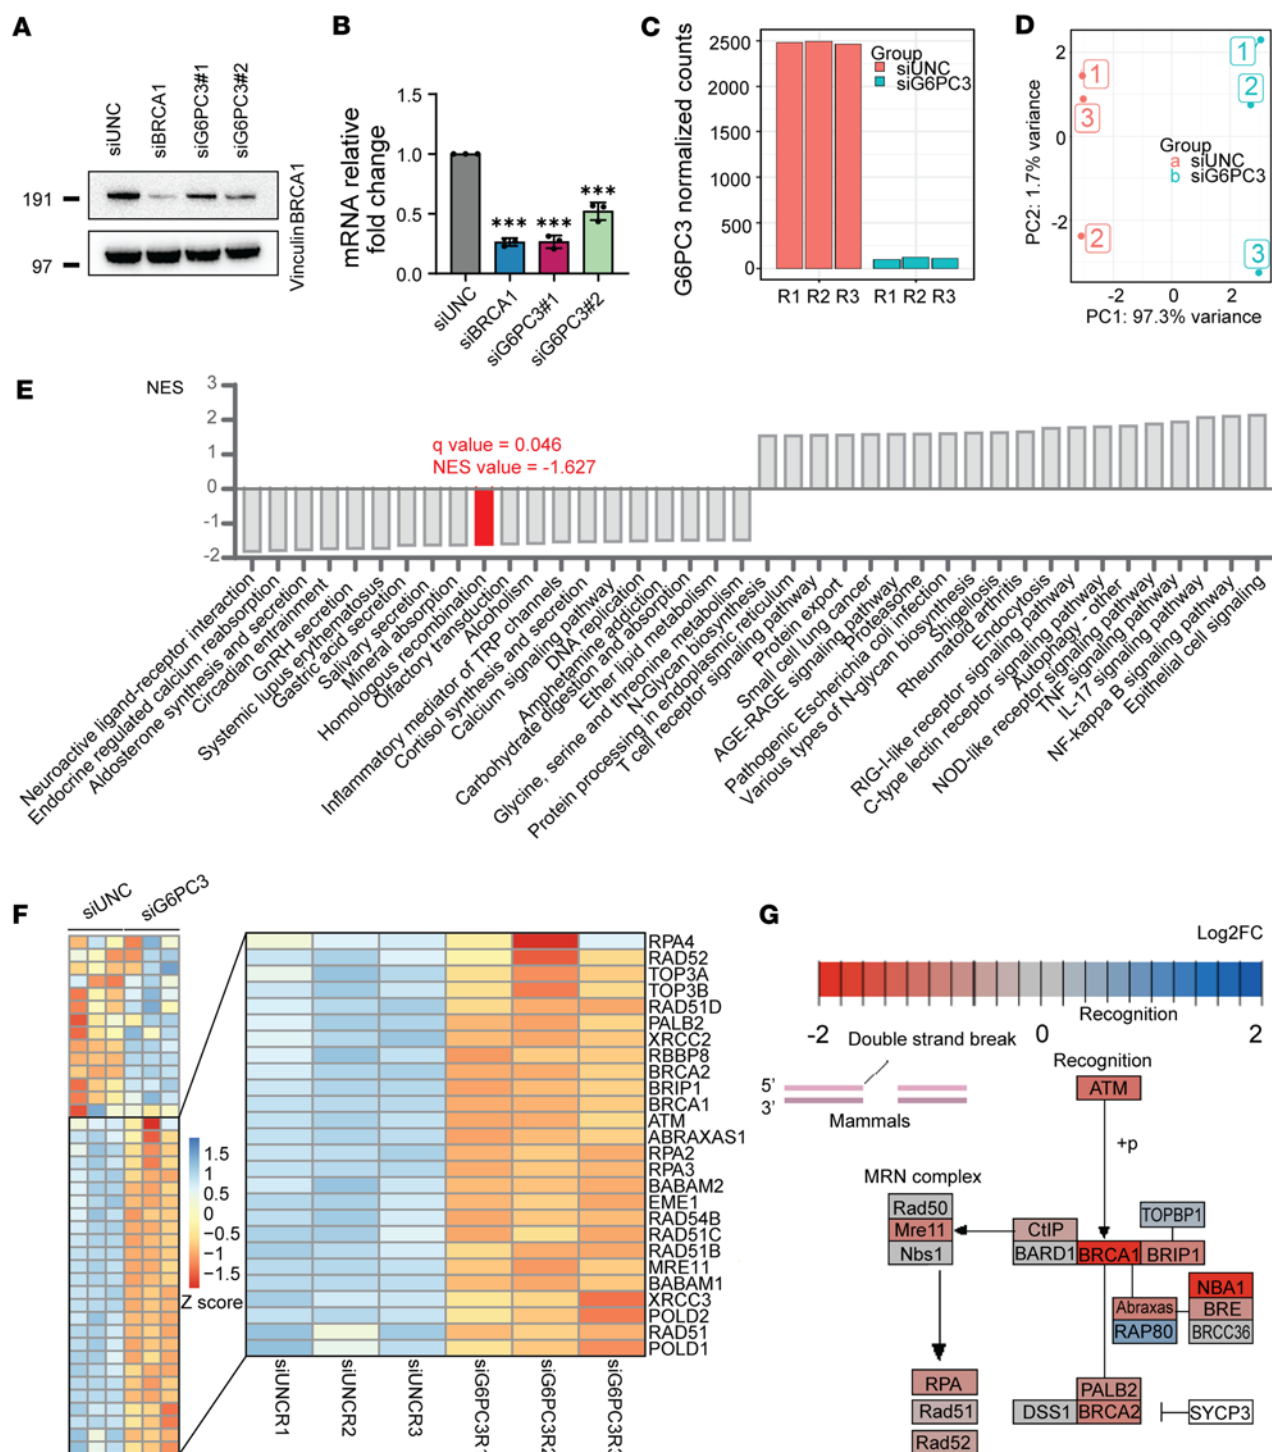 A
siUNC
siBRCA1
siG6PC3#1
siG6PC3#2
191
97
BRCA1
Vinculin
B
mRNA relative
fold change
1.5
1.0
0.5
0.0
***
***
***
siUNC
siBRCA1
siG6PC3#1
siG6PC3#2
C
G6PC3 normalized counts
2500
2000
1500
1000
500
0
Group
siUNC
siG6PC3
R1 R2 R3 R1 R2 R3
D
PC2: 1.7% variance
2
0
-2
1
3
2
1
2
3
Group
a siUNC
b siG6PC3
-2 0 2
PC1: 97.3% variance
E
NES
3
2
1
0
-1
-2
q value = 0.046
NES value = -1.627
Neuroactive ligand-receptor interaction
Endocrine regulated calcium reabsorption
Aldosterone synthesis and secretion
Circadian entrainment
GnRH secretion
Systemic lupus erythematous
Gastric acid secretion
Salivary secretion
Mineral absorption
Homologous recombination
Olfactory transduction
Alcoholism
Inflammatory mediator of TRP channels
Cortisol synthesis and secretion
Calcium signaling pathway
Amphetamine addiction
DNA replication
Carbohydrate digestion and absorption
Ether lipid metabolism
Glycine, serine and threonine metabolism
N-Glycan biosynthesis
Protein processing in endoplasmic reticulum
T cell receptor signaling pathway
Protein export
Small cell lung cancer
AGE-RAGE signaling pathway
Proteasome
Pathogenic Escherichia coli infection
Various types of N-glycan biosynthesis
Shigellosis
Rheumatoid arthritis
Endocytosis
RIG-I-like receptor signaling pathway
C-type lectin receptor signaling pathway
Autophagy - other
NOD-like receptor signaling pathway
TNF signaling pathway
IL-17 signaling pathway
NF-kappa B signaling pathway
Epithelial cell signaling
F
siUNC
siG6PC3
1.5
1
0.5
0
−0.5
−1
−1.5
Z score
RPA4
RAD52
TOP3A
TOP3B
RAD51D
PALB2
XRCC2
RBBP8
BRCA2
BRIP1
BRCA1
ATM
ABRAXAS1
RPA2
RPA3
BABAM2
EME1
RAD54B
RAD51C
RAD51B
MRE11
BABAM1
XRCC3
POLD2
RAD51
POLD1
siUNCR1
siUNCR2
siUNCR3
siG6PC3R1
siG6PC3R2
siG6PC3R3
G
Log2FC
-2 0 2
Recognition
Double strand break
5'
3'
Mammals
Recognition
ATM
+p
MRN complex
Rad50
Mre11
Nbs1
CtIP
BARD1
BRCA1
BRIP1
TOPBP1
NBA1
Abraxas
BRE
RAP80
BRCC36
RPA
Rad51
Rad52
PALB2
DSS1
BRCA2
SYCP3